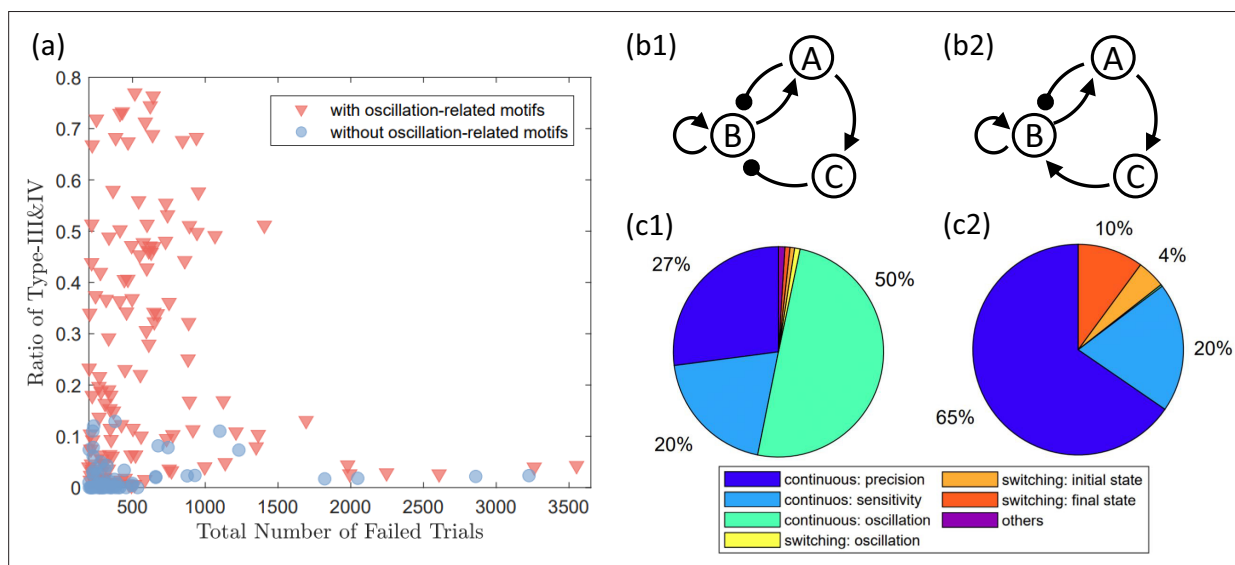 (a)
Ratio of Type-III&IV
0.8
0.7
0.6
0.5
0.4
0.3
0.2
0.1
0
with oscillation-related motifs
without oscillation-related motifs
500
1000
1500
2000
2500
3000
3500
Total Number of Failed Trials
(b1)
A
B
C
(b2)
A
B
C
(c1)
27%
50%
20%
(c2)
10%
4%
20%
65%
continuous: precision
continuos: sensitivity
continuous: oscillation
switching: oscillation
switching: initial state
switching: final state
others